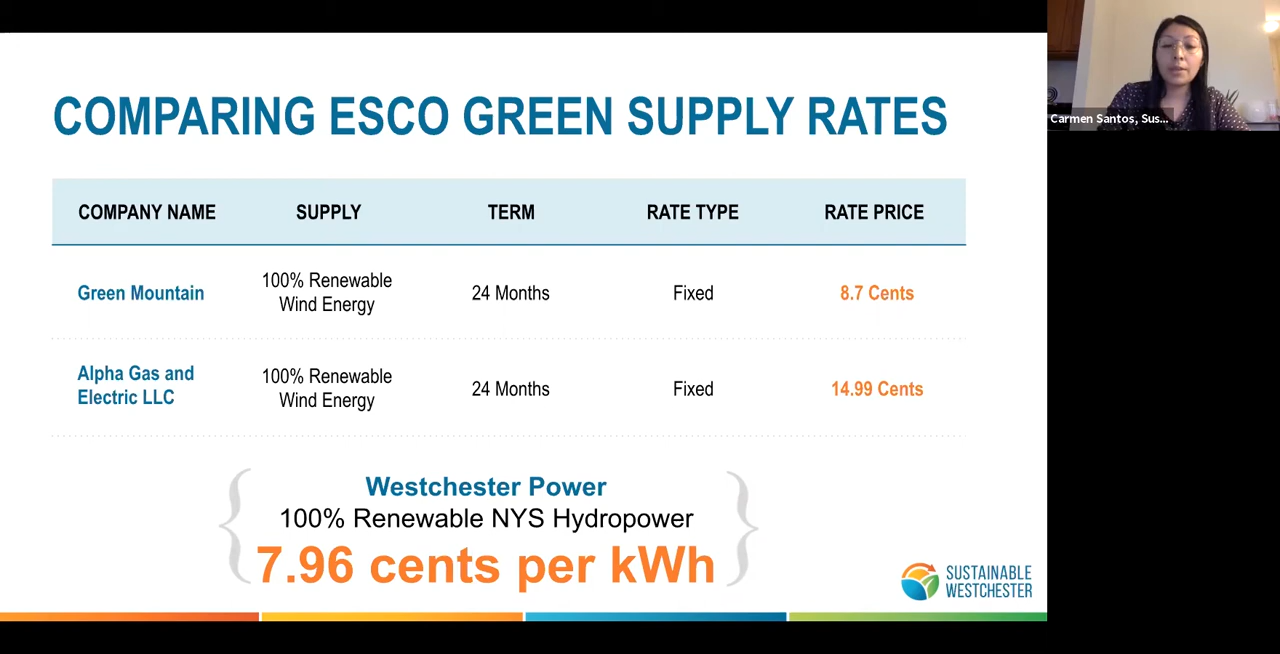 COMPARING ESCO GREEN SUPPLY RATES
COMPANY NAME SUPPLY TERM RATE TYPE RATE PRICE
Green Mountain
100% Renewable
Wind Energy
24 Months
Fixed
8.7 Cents
Alpha Gas and
Electric LLC
100% Renewable
Wind Energy
24 Months
Fixed
14.99 Cents
Westchester Power
100% Renewable NYS Hydropower
7.96 cents per kWh
SUSTAINABLE
WESTCHESTER
Carmen Santos, Sus...